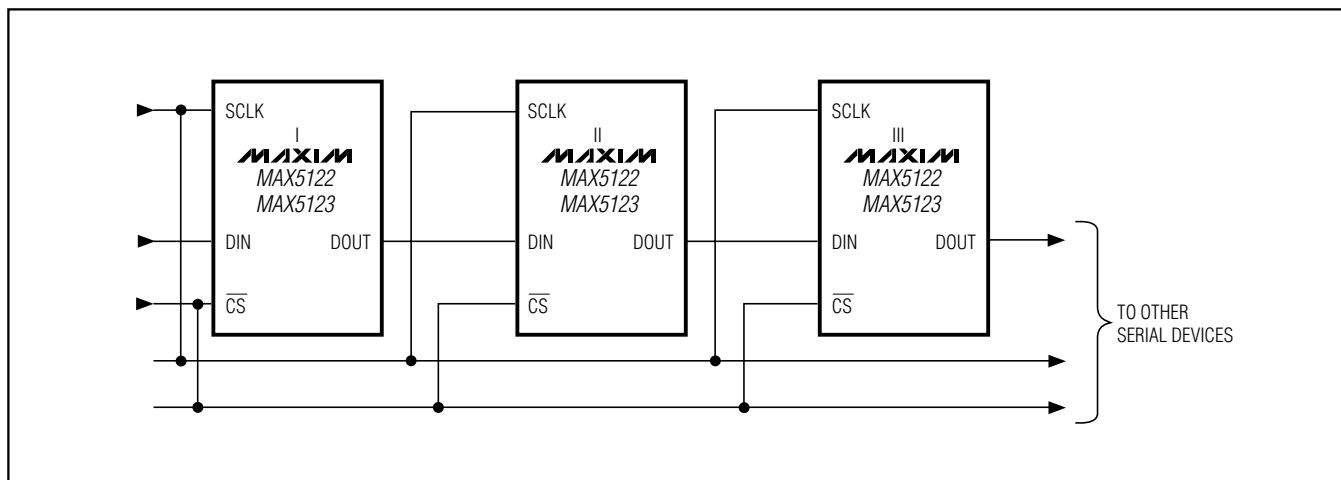 SCLK
I
MAXIM
MAX5122
MAX5123
DIN DOUT
CS
SCLK
II
MAXIM
MAX5122
MAX5123
DIN DOUT
CS
SCLK
III
MAXIM
MAX5122
MAX5123
DIN DOUT
CS
TO OTHER
SERIAL DEVICES